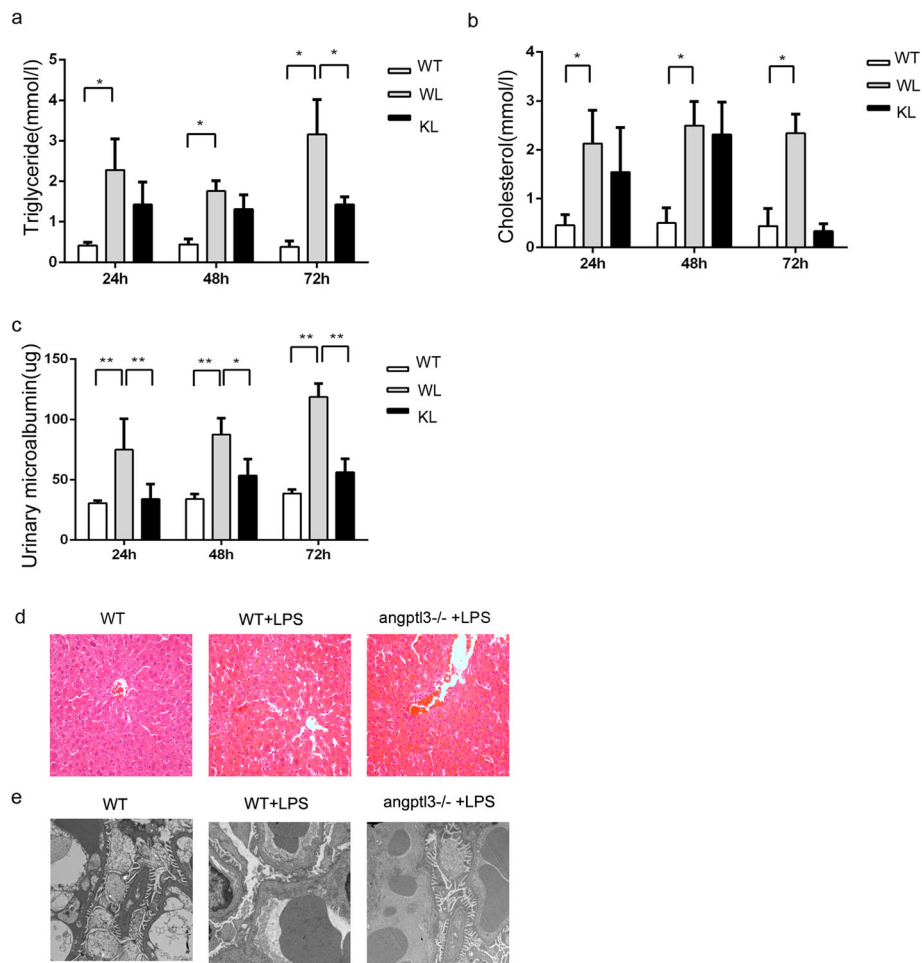 a
Triglyceride(mmol/l)
5
4
3
2
1
0
*
*
*
*
24h
48h
72h
WT
WL
KL
b
Cholesterol(mmol/l)
4
3
2
1
0
*
*
*
24h
48h
72h
WT
WL
KL
c
Urinary microalbumin(ug)
150
100
50
0
**
**
**
*
**
**
24h
48h
72h
WT
WL
KL
d
WT
WT+LPS
angptl3-/- +LPS
e
WT
WT+LPS
angptl3-/- +LPS